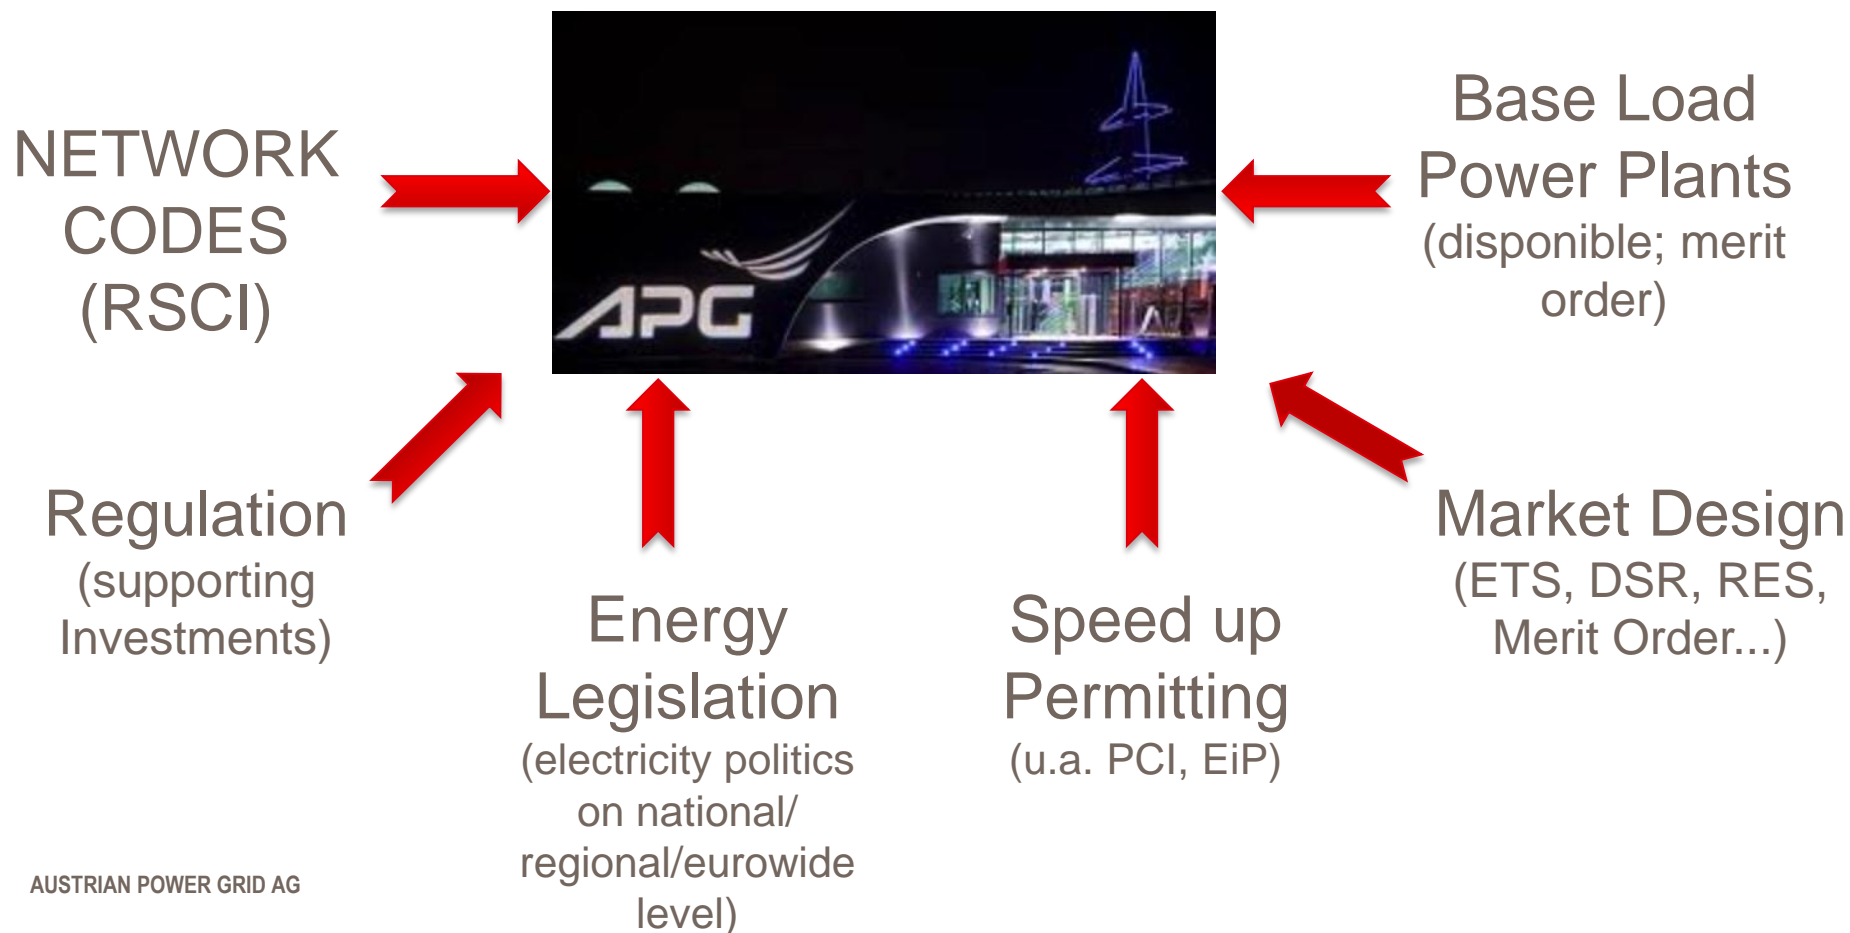 NETWORK
CODES
(RSCI)
APG
Base Load
Power Plants
(disponible; merit
order)
Regulation
(supporting
Investments)
Energy
Legislation
(electricity politics
on national/
regional/eurowide
level)
Speed up
Permitting
(u.a. PCI, EiP)
Market Design
(ETS, DSR, RES,
Merit Order...)
AUSTRIAN POWER GRID AG